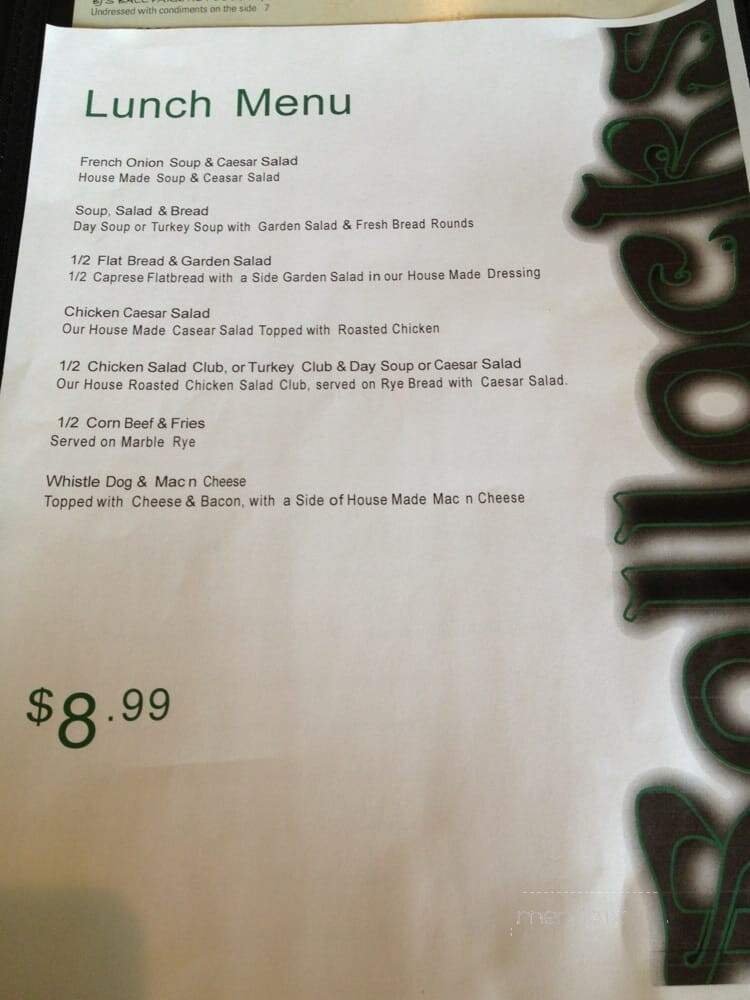 Undressed with condiments on the side 7
Lunch Menu
French Onion Soup & Caesar Salad
House Made Soup & Ceasar Salad
Soup, Salad & Bread
Day Soup or Turkey Soup with Garden Salad & Fresh Bread Rounds
1/2 Flat Bread & Garden Salad
1/2 Caprese Flatbread with a Side Garden Salad in our House Made Dressing
Chicken Caesar Salad
Our House Made Casear Salad Topped with Roasted Chicken
1/2 Chicken Salad Club, or Turkey Club & Day Soup or Caesar Salad
Our House Roasted Chicken Salad Club, served on Rye Bread with Caesar Salad.
1/2 Corn Beef & Fries
Served on Marble Rye
Whistle Dog & Mac n Cheese
Topped with Cheese & Bacon, with a Side of House Made Mac n Cheese
$8.99
Bollocks